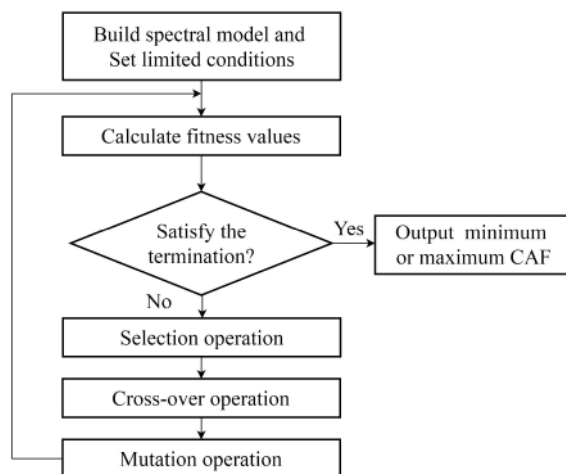 Build spectral model and
Set limited conditions
Calculate fitness values
Satisfy the
termination?
Yes
Output minimum
or maximum CAF
No
Selection operation
Cross-over operation
Mutation operation